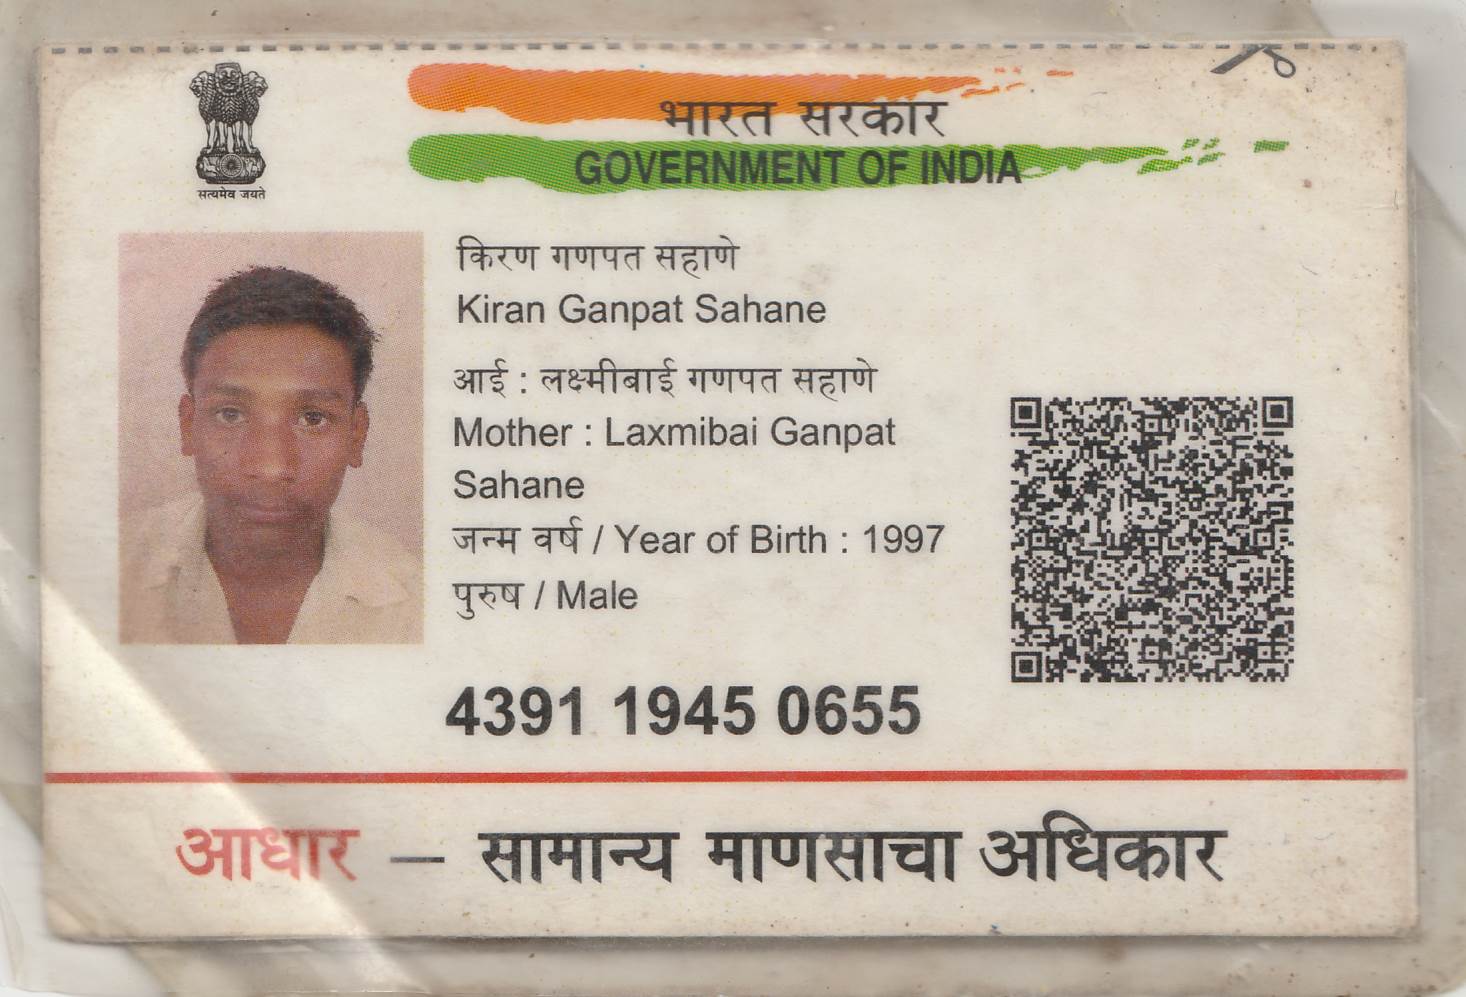 सत्यमेव जयते
भारत सरकार
GOVERNMENT OF INDIA
किरण गणपत सहाणे
Kiran Ganpat Sahane
आई : लक्ष्मीबाई गणपत सहाणे
Mother : Laxmibai Ganpat
Sahane
जन्म वर्ष / Year of Birth : 1997
पुरुष / Male
4391 1945 0655
आधार — सामान्य माणसाचा अधिकार